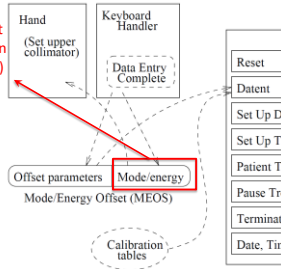 t
n
)
Hand
(Set upper
collimator)
Keyboard
Handler
Data Entry
Complete
Offset parameters
Mode/energy
Mode/Energy Offset (MEOS)
Calibration
tables
Reset
Datent
Set Up D
Set Up T
Patient T
Pause Tr
Terminat
Date, Tin